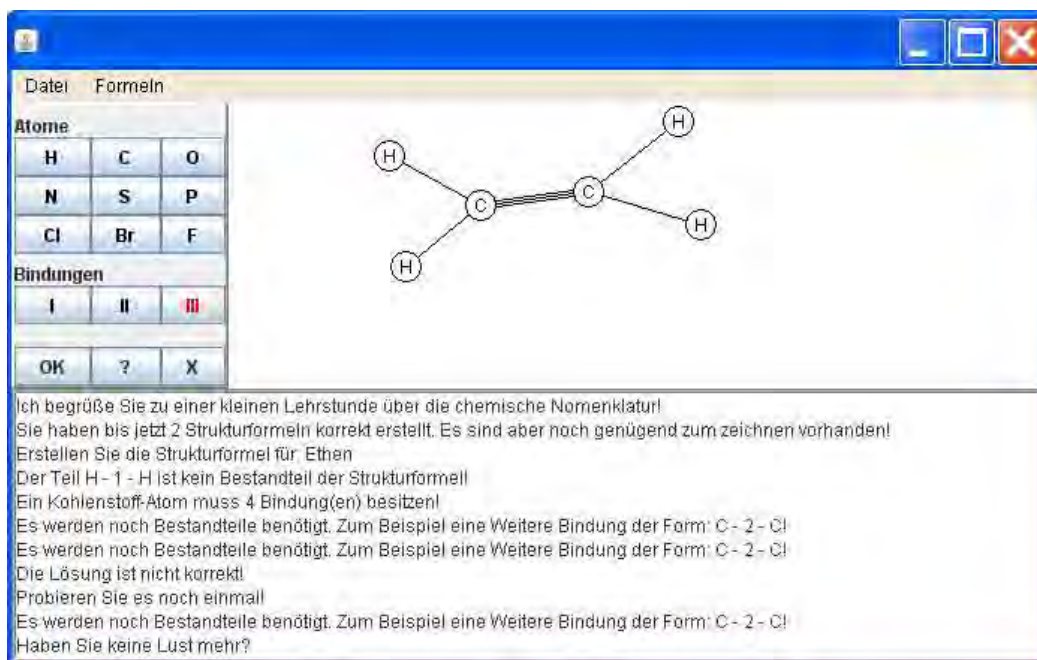 Datei Formeln
Atome
H C O
N S P
Cl Br F
Bindungen
I II III
OK ? X
H
H
C
C
H
H
Ich begrüße Sie zu einer kleinen Lehrstunde über die chemische Nomenklatur!
Sie haben bis jetzt 2 Strukturformeln korrekt erstellt. Es sind aber noch genügend zum zeichnen vorhanden!
Erstellen Sie die Strukturformel für: Ethen
Der Teil H - 1 - H ist kein Bestandteil der Strukturformel!
Ein Kohlenstoff-Atom muss 4 Bindung(en) besitzen!
Es werden noch Bestandteile benötigt. Zum Beispiel eine Weitere Bindung der Form: C - 2 - C!
Es werden noch Bestandteile benötigt. Zum Beispiel eine Weitere Bindung der Form: C - 2 - C!
Die Lösung ist nicht korrekt!
Probieren Sie es noch einmal!
Es werden noch Bestandteile benötigt. Zum Beispiel eine Weitere Bindung der Form: C - 2 - C!
Haben Sie keine Lust mehr?